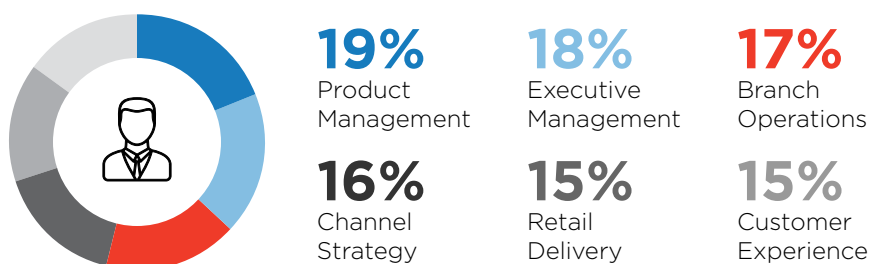 19%
Product
Management
18%
Executive
Management
17%
Branch
Operations
16%
Channel
Strategy
15%
Retail
Delivery
15%
Customer
Experience